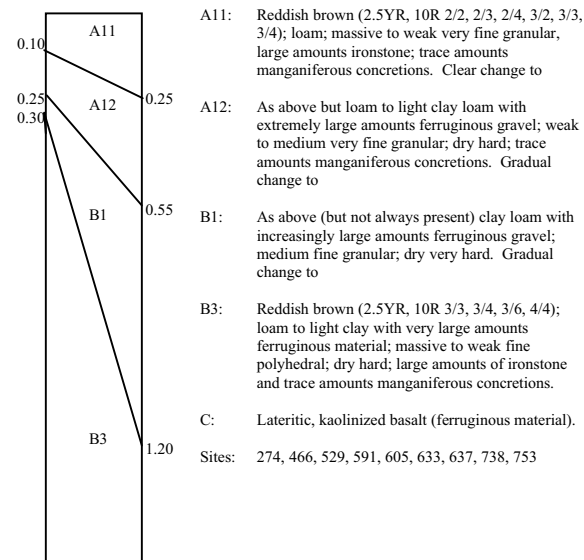 A11
0.10
0.25
A12
0.25
0.30
B1
0.55
B3
1.20
A11: Reddish brown (2.5YR, 10R 2/2, 2/3, 2/4, 3/2, 3/3,
3/4); loam; massive to weak very fine granular,
large amounts ironstone; trace amounts
manganiferous concretions. Clear change to
A12: As above but loam to light clay loam with
extremely large amounts ferruginous gravel; weak
to medium very fine granular; dry hard; trace
amounts manganiferous concretions. Gradual
change to
B1: As above (but not always present) clay loam with
increasingly large amounts ferruginous gravel;
medium fine granular; dry very hard. Gradual
change to
B3: Reddish brown (2.5YR, 10R 3/3, 3/4, 3/6, 4/4);
loam to light clay with very large amounts
ferruginous material; massive to weak fine
polyhedral; dry hard; large amounts of ironstone
and trace amounts manganiferous concretions.
C: Lateritic, kaolinized basalt (ferruginous material).
Sites: 274, 466, 529, 591, 605, 633, 637, 738, 753